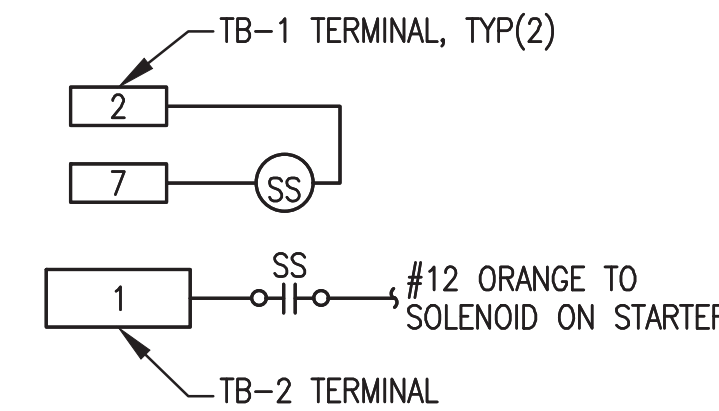 TB-1 TERMINAL, TYP(2)
2
7
SS
SS
1
#12 ORANGE TO
SOLENOID ON STARTER
TB-2 TERMINAL